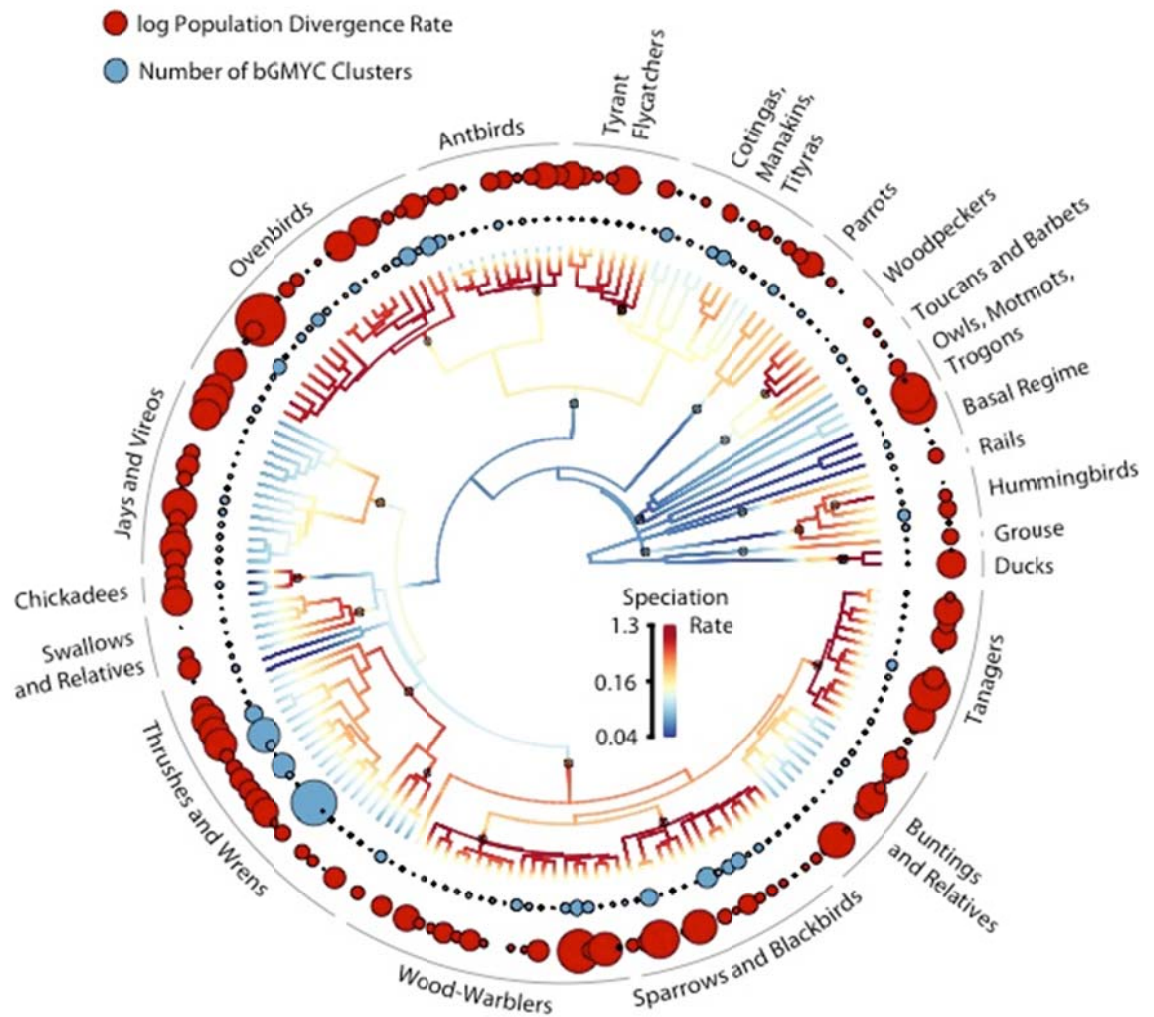 log Population Divergence Rate
Number of bGMYC Clusters
Antbirds
Tyrant
Flycatchers
Cotingas,
Manakins,
Tityras
Parrots
Woodpeckers
Toucans and Barbets
Owls, Motmots,
Trogons
Basal Regime
Rails
Hummingbirds
Grouse
Ducks
Tanagers
Buntings
and Relatives
Sparrows and Blackbirds
Wood-Warblers
Thrushes and Wrens
Swallows
and Relatives
Chickadees
Jays and Vireos
Ovenbirds
Speciation
Rate
1.3
0.16
0.04